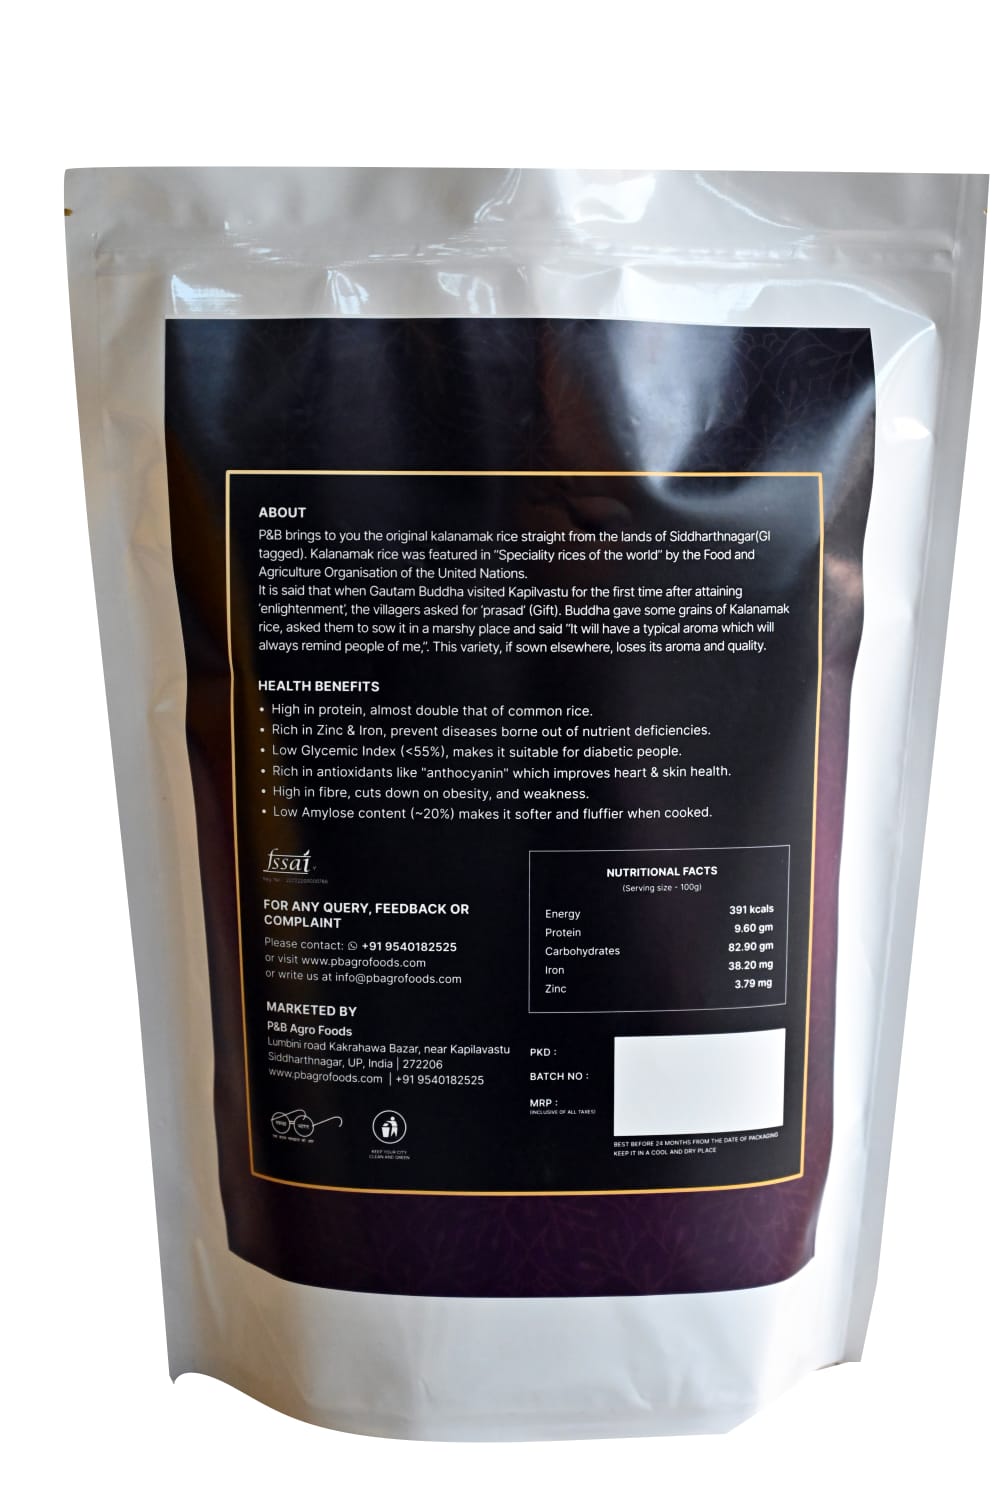 ABOUT
P&B brings to you the original kalanamak rice straight from the lands of Siddharthnagar(GI
tagged). Kalanamak rice was featured in "Speciality rices of the world" by the Food and
Agriculture Organisation of the United Nations.
It is said that when Gautam Buddha visited Kapilvastu for the first time after attaining
'enlightenment', the villagers asked for 'prasad' (Gift). Buddha gave some grains of Kalanamak
rice, asked them to sow it in a marshy place and said "It will have a typical aroma which will
always remind people of me,". This variety, if sown elsewhere, loses its aroma and quality.
HEALTH BENEFITS
• High in protein, almost double that of common rice.
• Rich in Zinc & Iron, prevent diseases borne out of nutrient deficiencies.
• Low Glycemic Index (<55%), makes it suitable for diabetic people.
• Rich in antioxidants like "anthocyanin" which improves heart & skin health.
• High in fibre, cuts down on obesity, and weakness.
• Low Amylose content (~20%) makes it softer and fluffier when cooked.
fssai
FOR ANY QUERY, FEEDBACK OR
COMPLAINT
Please contact: +91 9540182525
or visit www.pbagrofoods.com
or write us at info@pbagrofoods.com
MARKETED BY
P&B Agro Foods
Lumbini road Kakrahawa Bazar, near Kapilavastu
Siddharthnagar, UP, India | 272206
www.pbagrofoods.com | +91 9540182525
KEEP YOUR CITY
CLEAN AND GREEN
NUTRITIONAL FACTS
(Serving size - 100g)
Energy 391 kcals
Protein 9.60 gm
Carbohydrates 82.90 gm
Iron 38.20 mg
Zinc 3.79 mg
PKD :
BATCH NO :
MRP :
(INCLUSIVE OF ALL TAXES)
BEST BEFORE 24 MONTHS FROM THE DATE OF PACKAGING
KEEP IT IN A COOL AND DRY PLACE